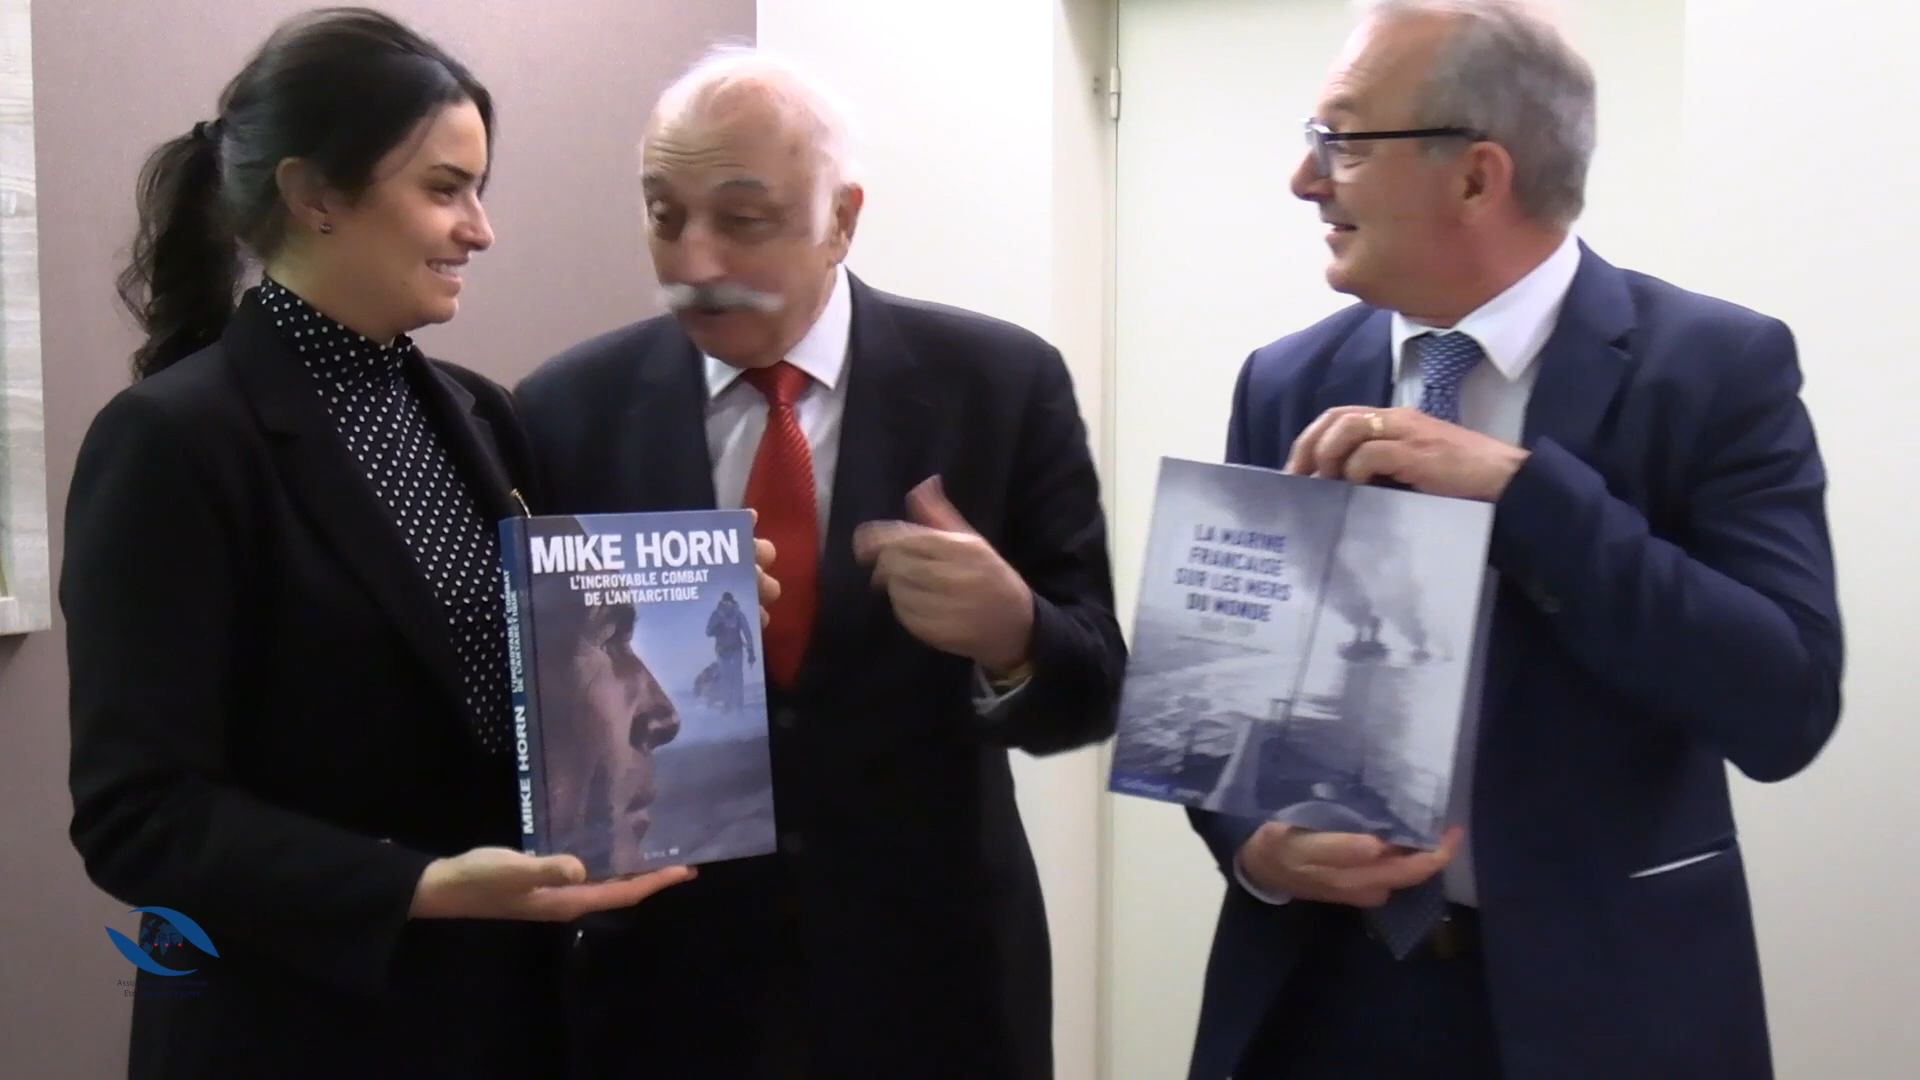 MIKE HORN
L'INCROYABLE COMBAT
DE L'ANTARCTIQUE
MIKE HORN
L'INCROYABLE COMBAT
DE L'ANTARCTIQUE
LA MARINE
FRANÇAISE
SUR LES MERS
DU MONDE